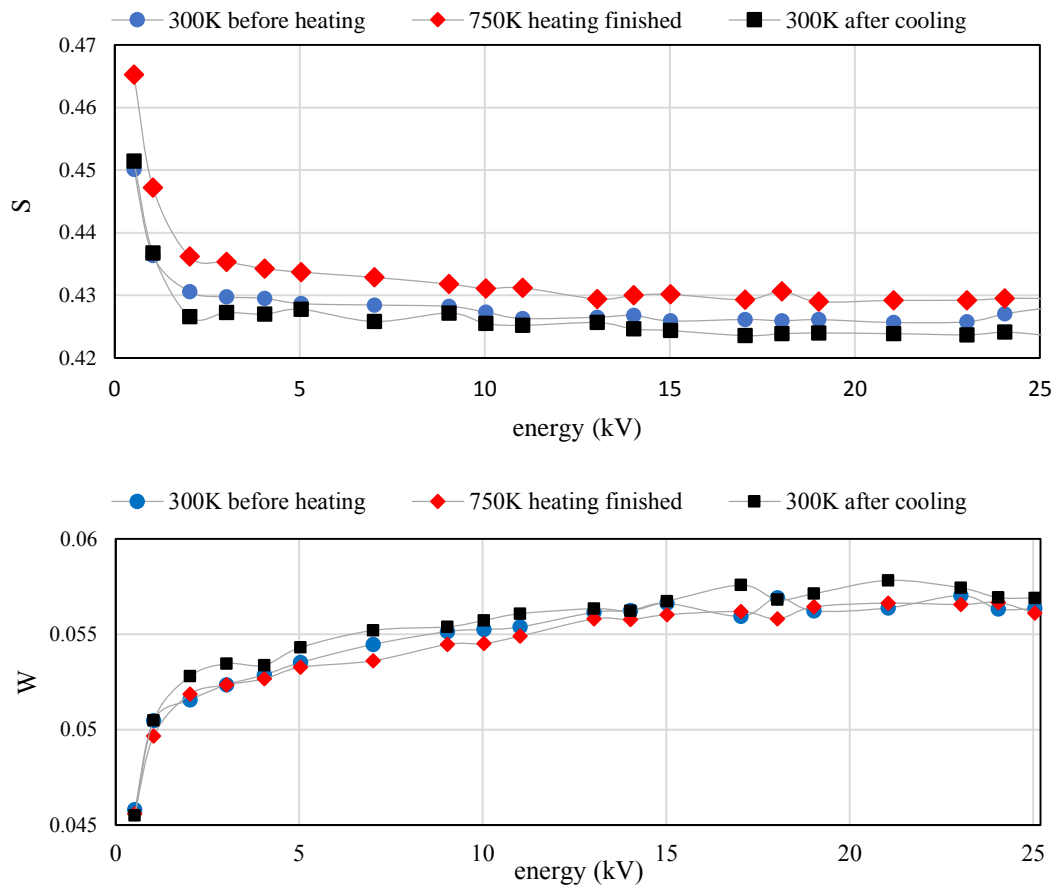 300K before heating 750K heating finished 300K after cooling
0.47
0.46
0.45
0.44
0.43
0.42
S
0 5 10 15 20 25
energy (kV)
300K before heating 750K heating finished 300K after cooling
0.06
0.055
0.05
0.045
W
0 5 10 15 20 25
energy (kV)